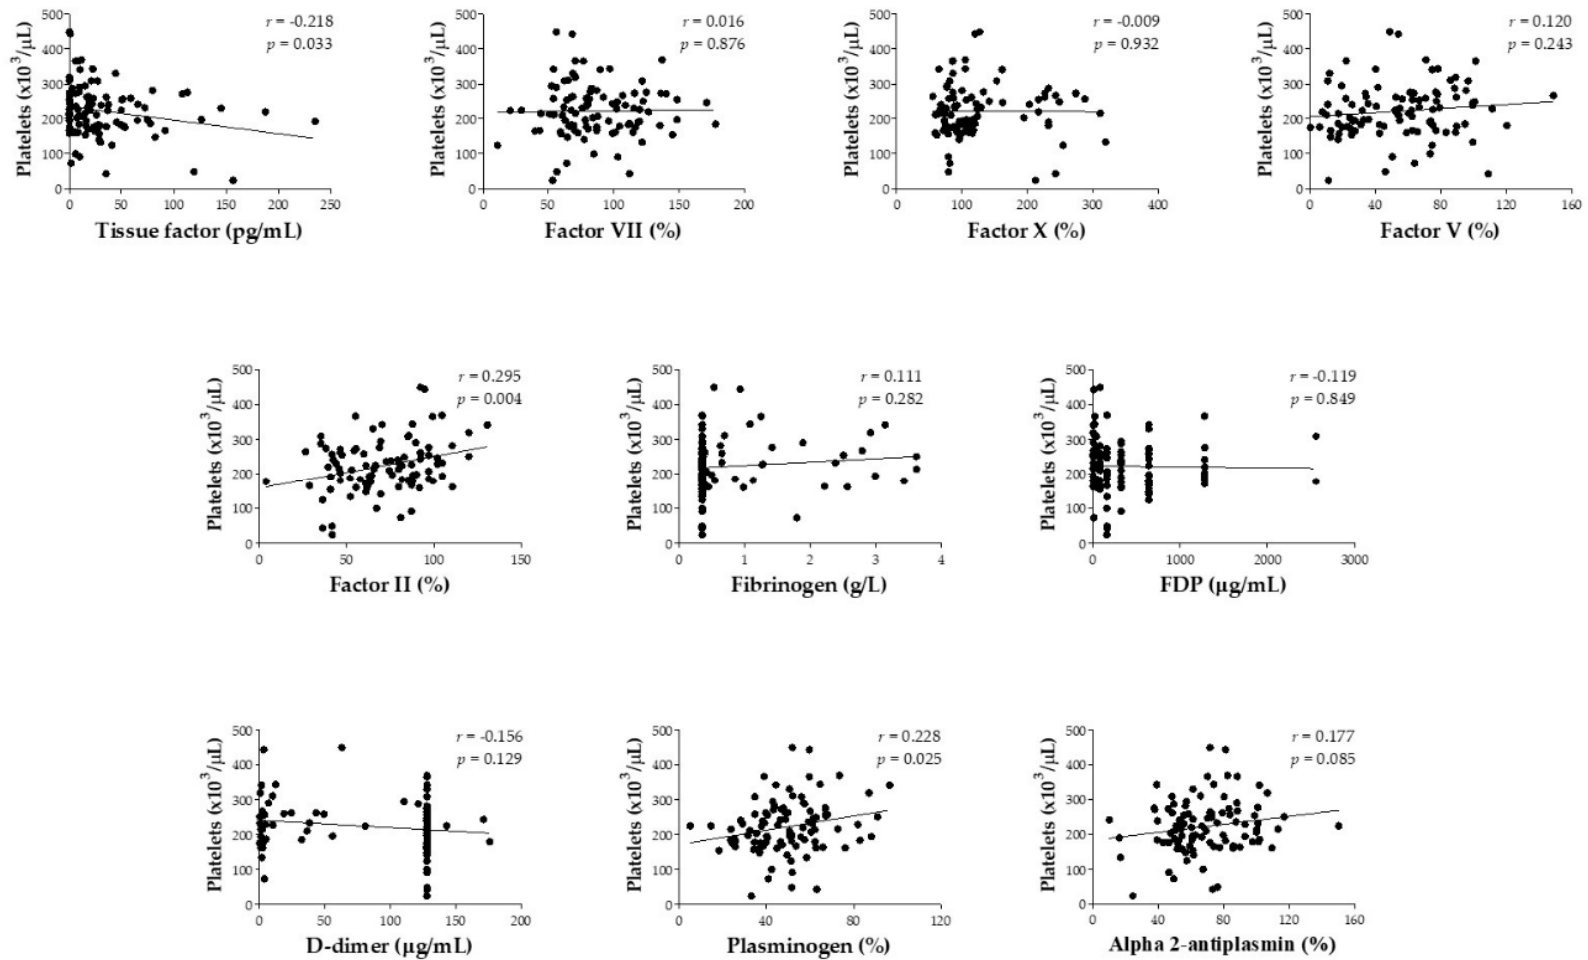 r = -0.218
p = 0.033
Platelets (x10³/µL)
500
400
300
200
100
0
0 50 100 150 200 250
Tissue factor (pg/mL)
r = 0.016
p = 0.876
Platelets (x10³/µL)
500
400
300
200
100
0
0 50 100 150 200
Factor VII (%)
r = -0.009
p = 0.932
Platelets (x10³/µL)
500
400
300
200
100
0
0 100 200 300 400
Factor X (%)
r = 0.120
p = 0.243
Platelets (x10³/µL)
500
400
300
200
100
0
0 40 80 120 160
Factor V (%)
r = 0.295
p = 0.004
Platelets (x10³/µL)
500
400
300
200
100
0
0 50 100 150
Factor II (%)
r = 0.111
p = 0.282
Platelets (x10³/µL)
500
400
300
200
100
0
0 1 2 3 4
Fibrinogen (g/L)
r = -0.119
p = 0.849
Platelets (x10³/µL)
500
400
300
200
100
0
0 1000 2000 3000
FDP (µg/mL)
r = -0.156
p = 0.129
Platelets (x10³/µL)
500
400
300
200
100
0
0 50 100 150 200
D-dimer (µg/mL)
r = 0.228
p = 0.025
Platelets (x10³/µL)
500
400
300
200
100
0
0 40 80 120
Plasminogen (%)
r = 0.177
p = 0.085
Platelets (x10³/µL)
500
400
300
200
100
0
0 40 80 120 160
Alpha 2-antiplasmin (%)